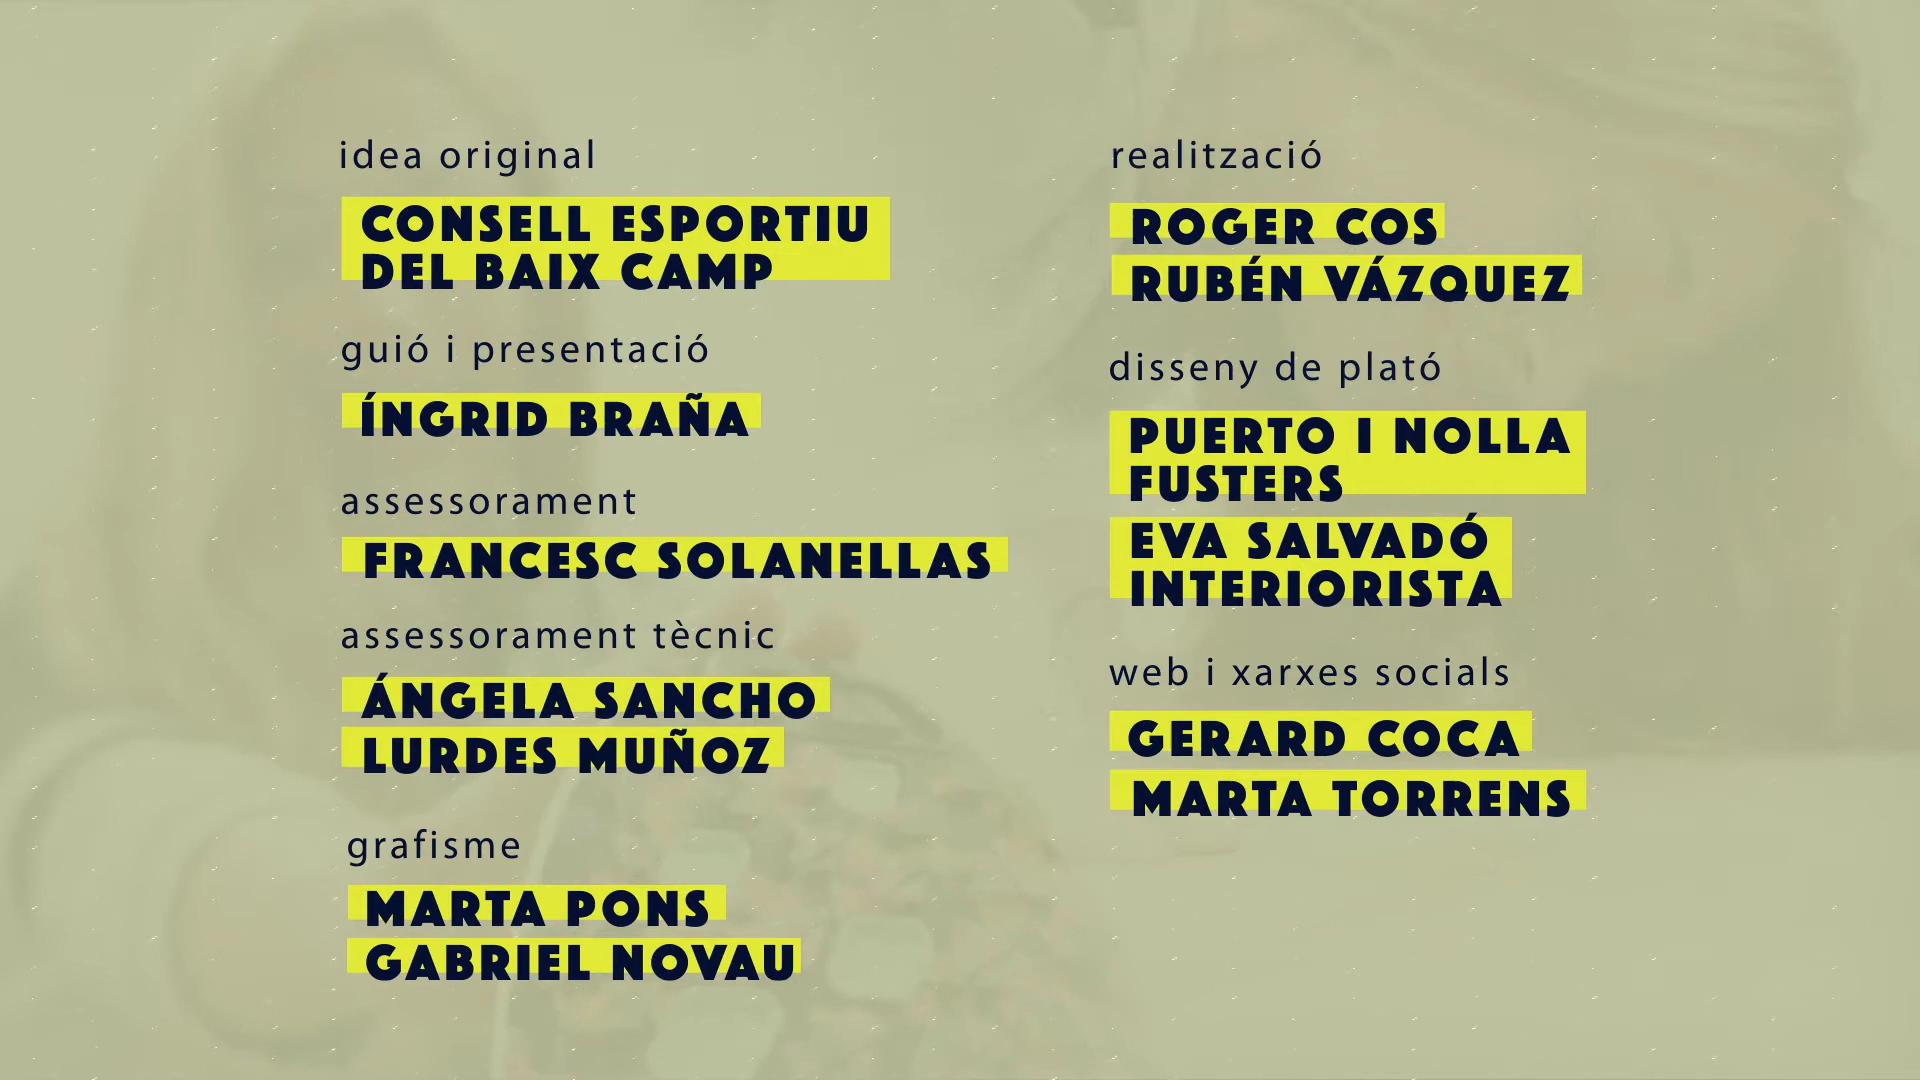 idea original
CONSELL ESPORTIU
DEL BAIX CAMP
guió i presentació
ÍNGRID BRAÑA
assessorament
FRANCESC SOLANELLAS
assessorament tècnic
ÁNGELA SANCHO
LURDES MUÑOZ
grafisme
MARTA PONS
GABRIEL NOVAU
realització
ROGER COS
RUBÉN VÁZQUEZ
disseny de plató
PUERTO I NOLLA
FUSTERS
EVA SALVADÓ
INTERIORISTA
web i xarxes socials
GERARD COCA
MARTA TORRENS